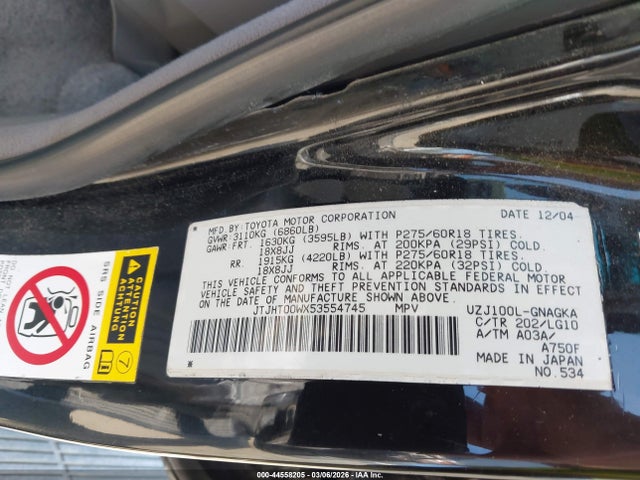 MFD.BY:TOYOTA MOTOR CORPORATION DATE 12/04
GVWR:3110KG (6860LB)
GAWR:FRT. 1630KG (3595LB) WITH P275/60R18 TIRES.
18X8JJ RIMS. AT 200KPA (29PSI) COLD.
RR. 1915KG (4220LB) WITH P275/60R18 TIRES.
18X8JJ RIMS. AT 220KPA (32PSI) COLD.
THIS VEHICLE CONFORMS TO ALL APPLICABLE FEDERAL MOTOR
VEHICLE SAFETY AND THEFT PREVENTION STANDARDS IN EFFECT
ON THE DATE OF MANUFACTURE SHOWN ABOVE.
JTJHT00WX53554745 MPV UZJ100L-GNAGKA
C/TR 202/LG10
A/TM A03A/
A750F
MADE IN JAPAN
NO.534
SRS SIDE AIRBAG
ATTENTION
ACHTUNG
7
000-44558205 - 03/06/2026 - IAA.com